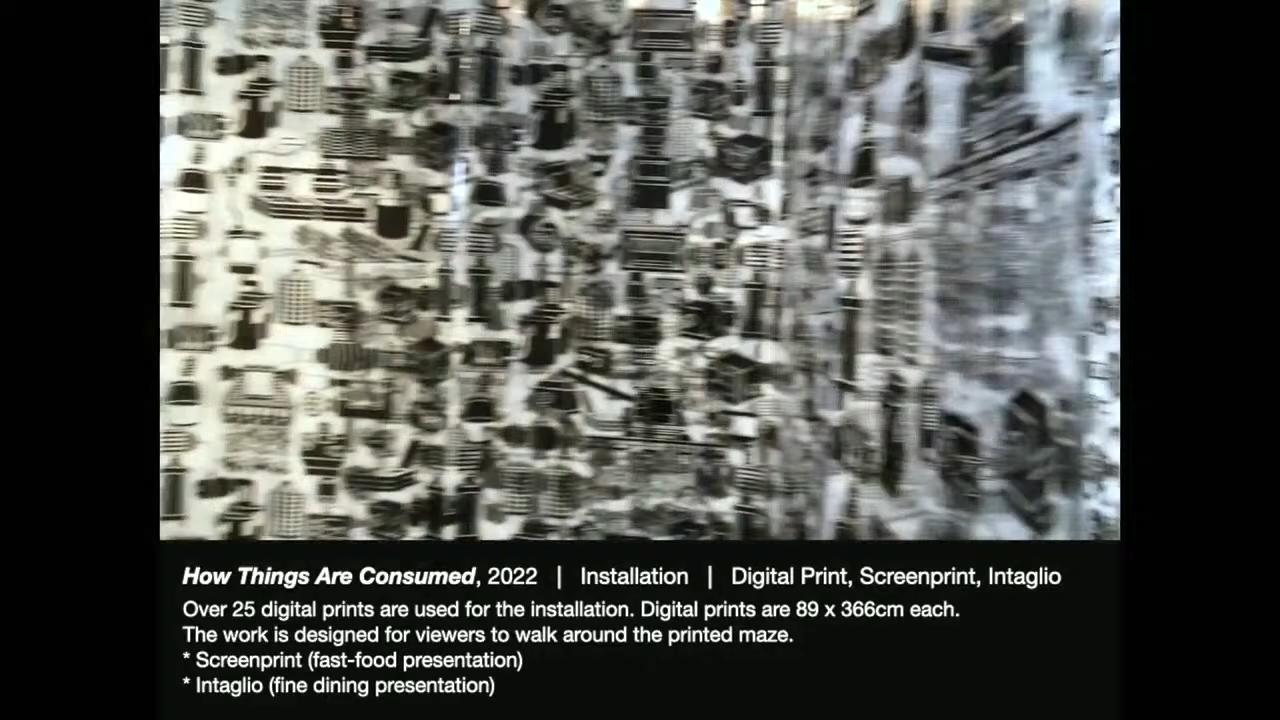 How Things Are Consumed, 2022 | Installation | Digital Print, Screenprint, Intaglio
Over 25 digital prints are used for the installation. Digital prints are 89 x 366cm each.
The work is designed for viewers to walk around the printed maze.
* Screenprint (fast-food presentation)
* Intaglio (fine dining presentation)